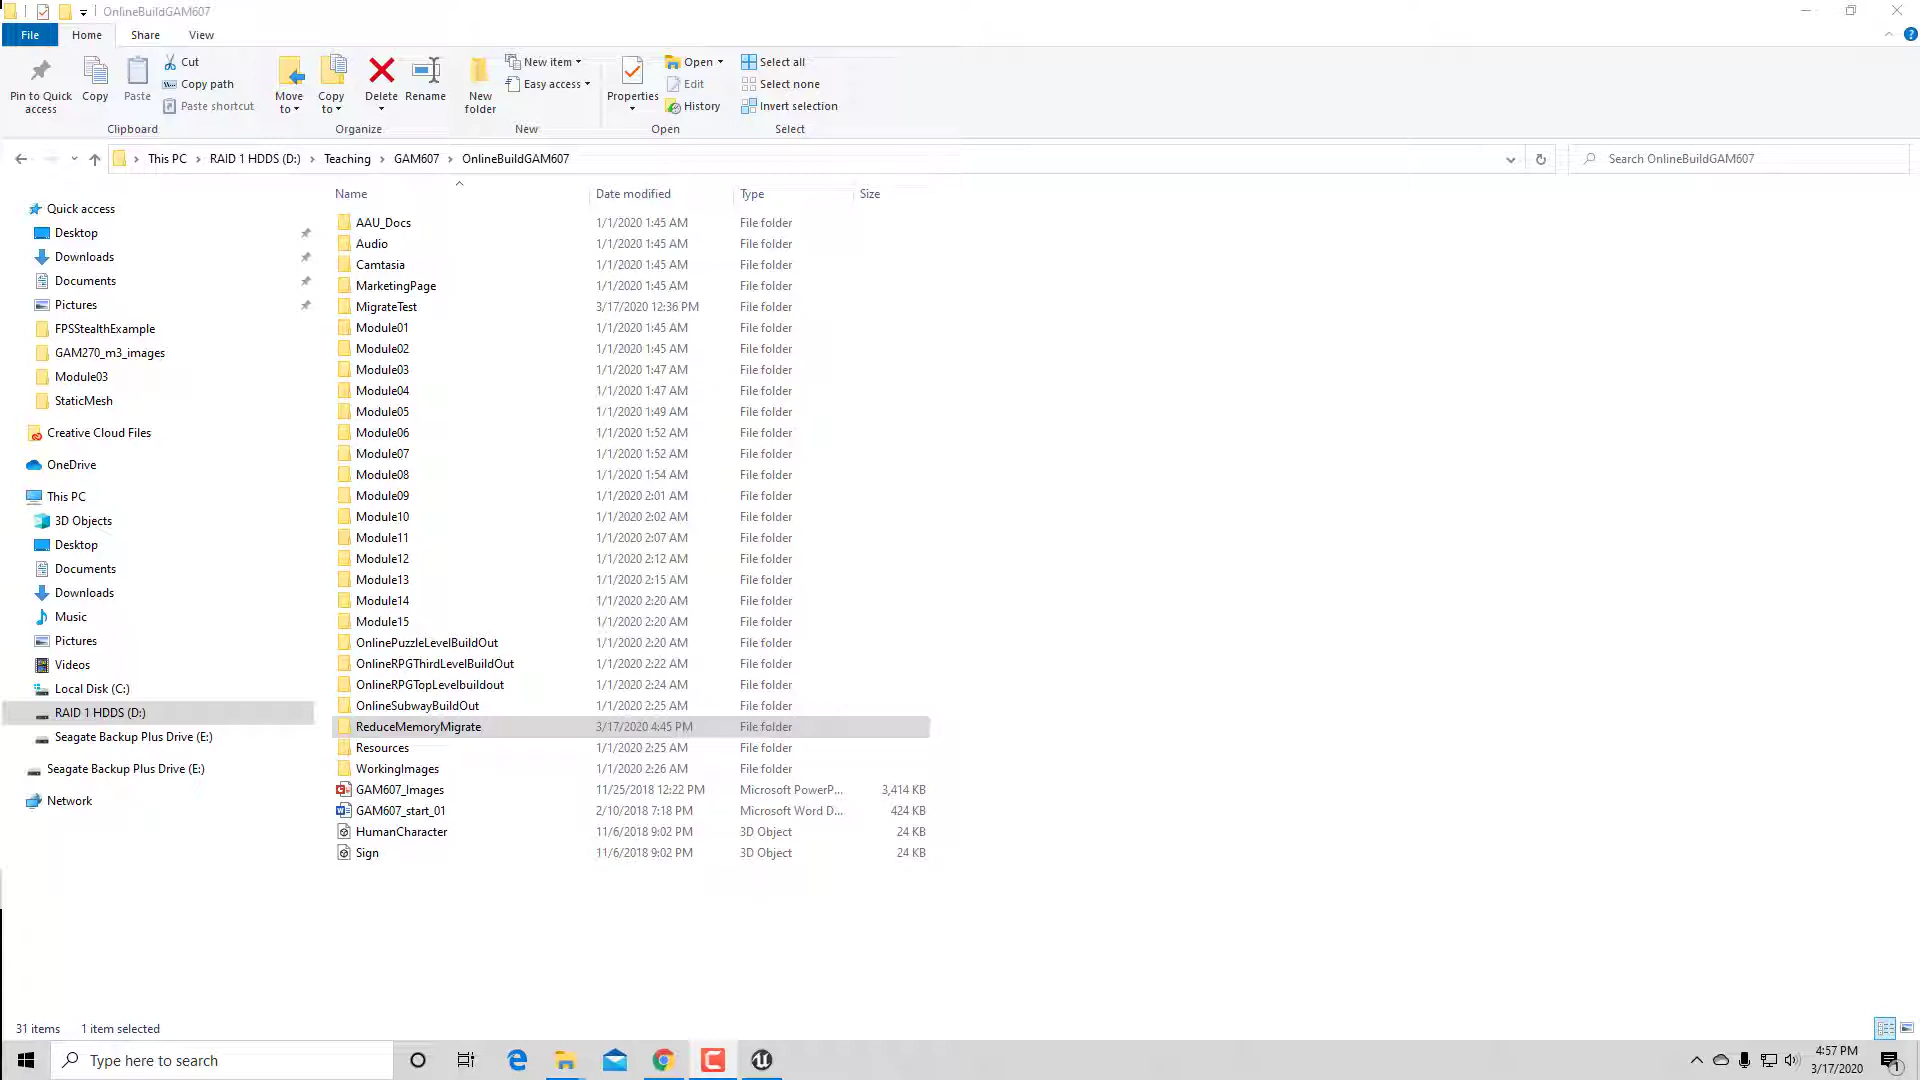 OnlineBuildGAM607
File Home Share View
Pin to Quick access
Copy
Paste
Cut
Copy path
Paste shortcut
Clipboard
Move to
Copy to
Delete
Rename
Organize
New folder
New item
Easy access
New
Properties
Open
Edit
History
Open
Select all
Select none
Invert selection
Select
This PC > RAID 1 HDDS (D:) > Teaching > GAM607 > OnlineBuildGAM607
Search OnlineBuildGAM607
Quick access
Desktop
Downloads
Documents
Pictures
FPSStealthExample
GAM270_m3_images
Module03
StaticMesh
Creative Cloud Files
OneDrive
This PC
3D Objects
Desktop
Documents
Downloads
Music
Pictures
Videos
Local Disk (C:)
RAID 1 HDDS (D:)
Seagate Backup Plus Drive (E:)
Seagate Backup Plus Drive (E:)
Network
Name Date modified Type Size
AAU_Docs 1/1/2020 1:45 AM File folder
Audio 1/1/2020 1:45 AM File folder
Camtasia 1/1/2020 1:45 AM File folder
MarketingPage 1/1/2020 1:45 AM File folder
MigrateTest 3/17/2020 12:36 PM File folder
Module01 1/1/2020 1:45 AM File folder
Module02 1/1/2020 1:45 AM File folder
Module03 1/1/2020 1:47 AM File folder
Module04 1/1/2020 1:47 AM File folder
Module05 1/1/2020 1:49 AM File folder
Module06 1/1/2020 1:52 AM File folder
Module07 1/1/2020 1:52 AM File folder
Module08 1/1/2020 1:54 AM File folder
Module09 1/1/2020 2:01 AM File folder
Module10 1/1/2020 2:02 AM File folder
Module11 1/1/2020 2:07 AM File folder
Module12 1/1/2020 2:12 AM File folder
Module13 1/1/2020 2:15 AM File folder
Module14 1/1/2020 2:20 AM File folder
Module15 1/1/2020 2:20 AM File folder
OnlinePuzzleLevelBuildOut 1/1/2020 2:20 AM File folder
OnlineRPGThirdLevelBuildOut 1/1/2020 2:22 AM File folder
OnlineRPGTopLevelbuildout 1/1/2020 2:24 AM File folder
OnlineSubwayBuildOut 1/1/2020 2:25 AM File folder
ReduceMemoryMigrate 3/17/2020 4:45 PM File folder
Resources 1/1/2020 2:25 AM File folder
WorkingImages 1/1/2020 2:26 AM File folder
GAM607_Images 11/25/2018 12:22 PM Microsoft PowerP... 3,414 KB
GAM607_start_01 2/10/2018 7:18 PM Microsoft Word D... 424 KB
HumanCharacter 11/6/2018 9:02 PM 3D Object 24 KB
Sign 11/6/2018 9:02 PM 3D Object 24 KB
31 items 1 item selected
Type here to search
4:57 PM
3/17/2020
1